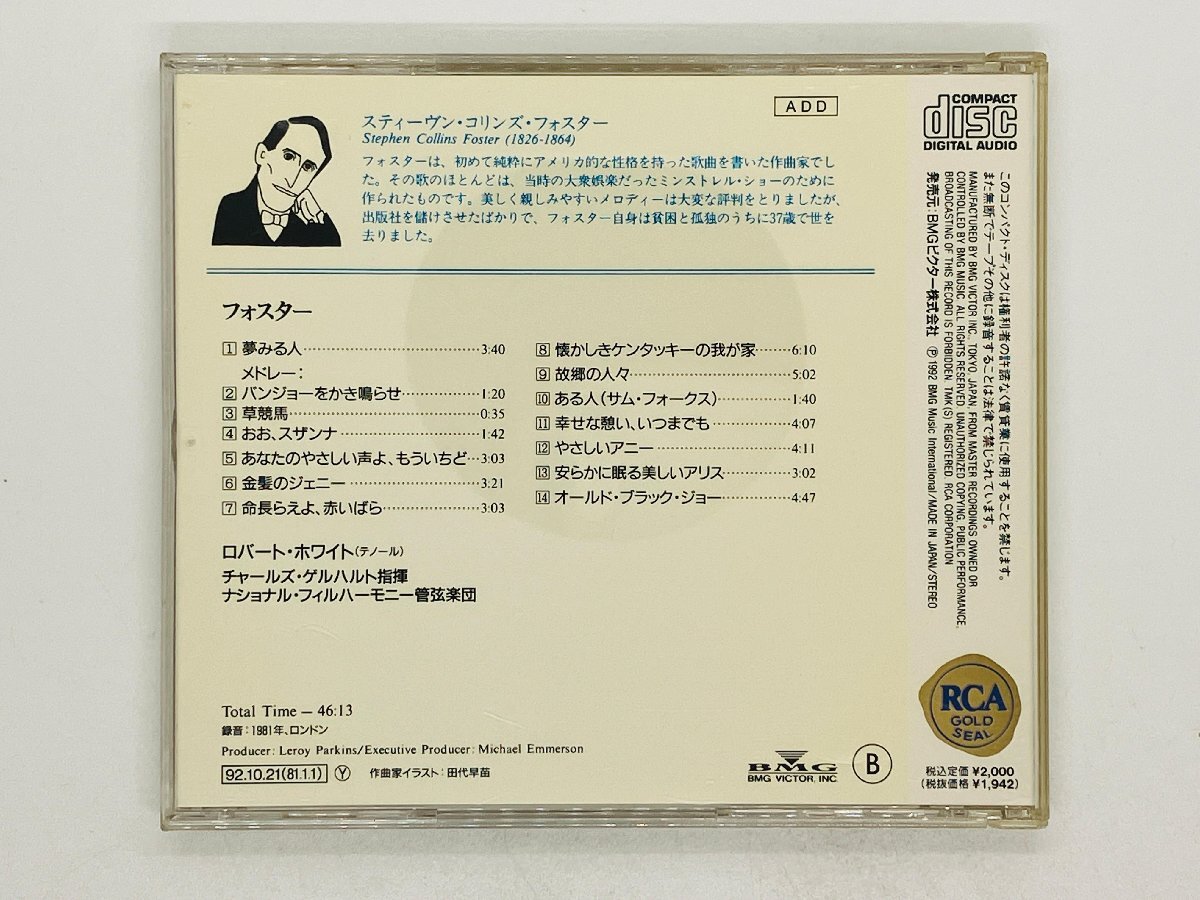 ADD
スティーヴン・コリンズ・フォスター
Stephen Collins Foster (1826-1864)
フォスターは、初めて純粋にアメリカ的な性格を持った歌曲を書いた作曲家でし
た。その歌のほとんどは、当時の大衆娯楽だったミンストレル・ショーのために
作られたものです。美しく親しみやすいメロディーは大変な評判をとりましたが、
出版社を儲けさせたばかりで、フォスター自身は貧困と孤独のうちに37歳で世を
去りました。
フォスター
1 夢みる人 3:40
メドレー：
2 バンジョーをかき鳴らせ 1:20
3 草競馬 0:35
4 おお、スザンナ 1:42
5 あなたのやさしい声よ、もういちど 3:03
6 金髪のジェニー 3:21
7 命長らえよ、赤いばら 3:03
8 懐かしきケンタッキーの我が家 6:10
9 故郷の人々 5:02
10 ある人（サム・フォークス） 1:40
11 幸せな憩い、いつまでも 4:07
12 やさしいアニー 4:11
13 安らかに眠る美しいアリス 3:02
14 オールド・ブラック・ジョー 4:47
ロバート・ホワイト（テノール）
チャールズ・ゲルハルト指揮
ナショナル・フィルハーモニー管弦楽団
Total Time — 46:13
録音：1981年、ロンドン
Producer: Leroy Parkins/Executive Producer: Michael Emmerson
92.10.21(81.1.1) Y 作曲家イラスト：田代早苗
BMG
BMG VICTOR, INC.
B
COMPACT
disc
DIGITAL AUDIO
このコンパクト・ディスクは権利者の許諾なく賃貸業に使用することを禁じます。
また無断でテープその他に録音することは法律で禁じられています。
MANUFACTURED BY BMG VICTOR INC., TOKYO, JAPAN, FROM MASTER RECORDINGS OWNED OR
CONTROLLED BY BMG MUSIC. ALL RIGHTS RESERVED. UNAUTHORIZED COPYING, PUBLIC PERFORMANCE,
BROADCASTING OF THIS RECORD IS FORBIDDEN. TMK(S) REGISTERED. RCA CORPORATION
発売元：BMGビクター株式会社 Ⓟ 1992 BMG Music International/MADE IN JAPAN/STEREO
RCA
GOLD
SEAL
税込定価 ¥2,000
(税抜価格 ¥1,942)